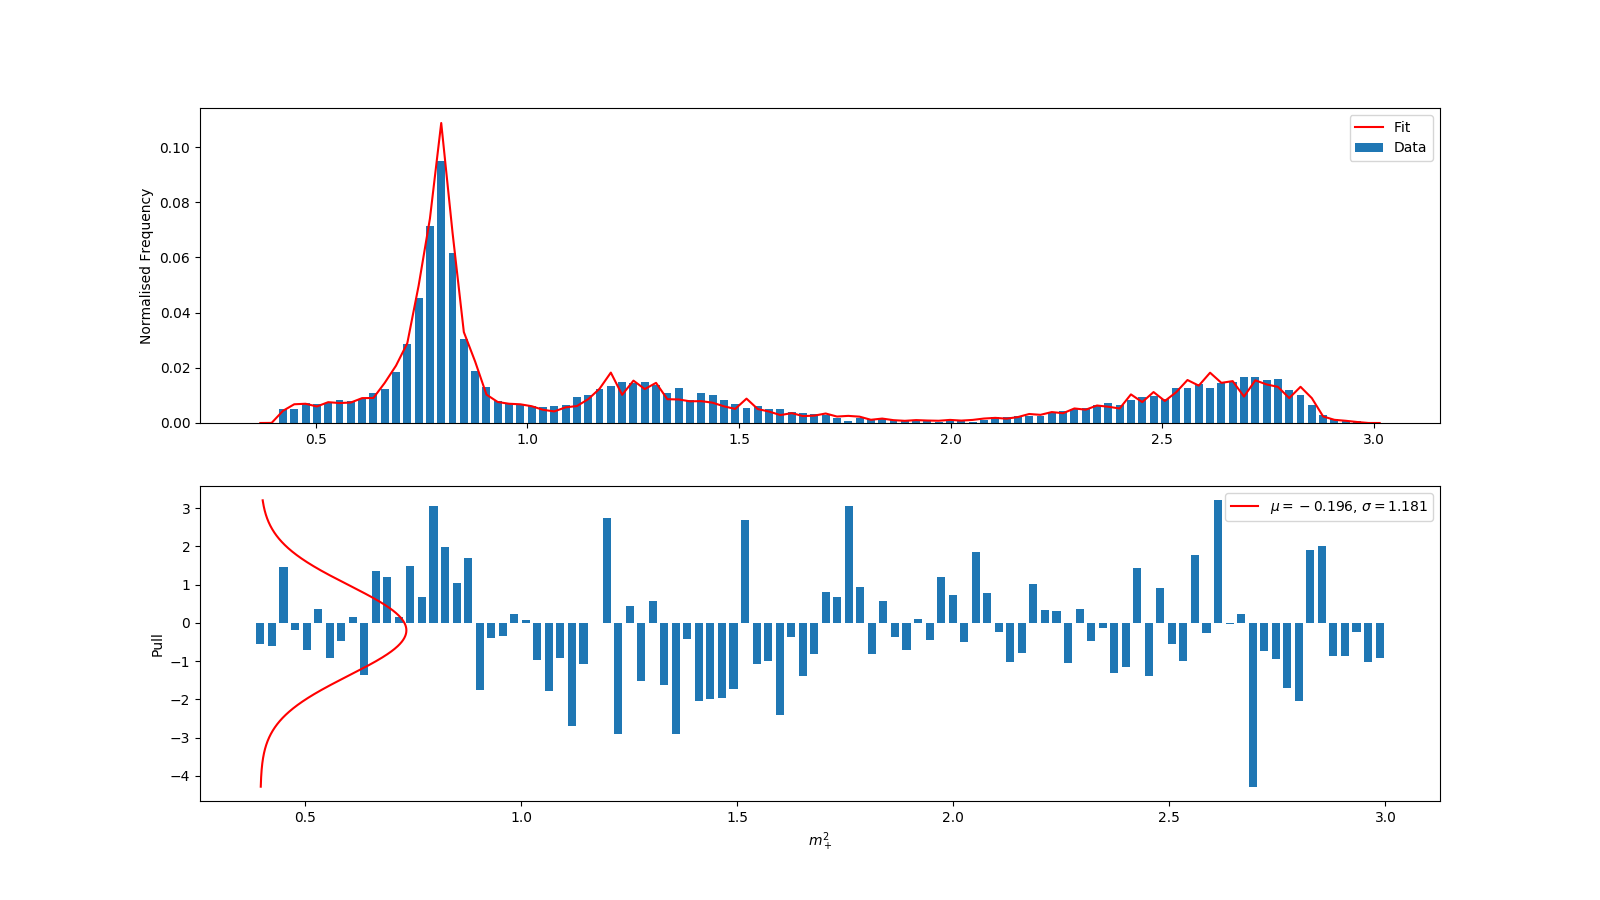 Normalised Frequency
0.10
0.08
0.06
0.04
0.02
0.00
0.5 1.0 1.5 2.0 2.5 3.0
Fit
Data
Pull
3
2
1
0
−1
−2
−3
−4
μ = −0.196, σ = 1.181
0.5 1.0 1.5 2.0 2.5 3.0
m²₊